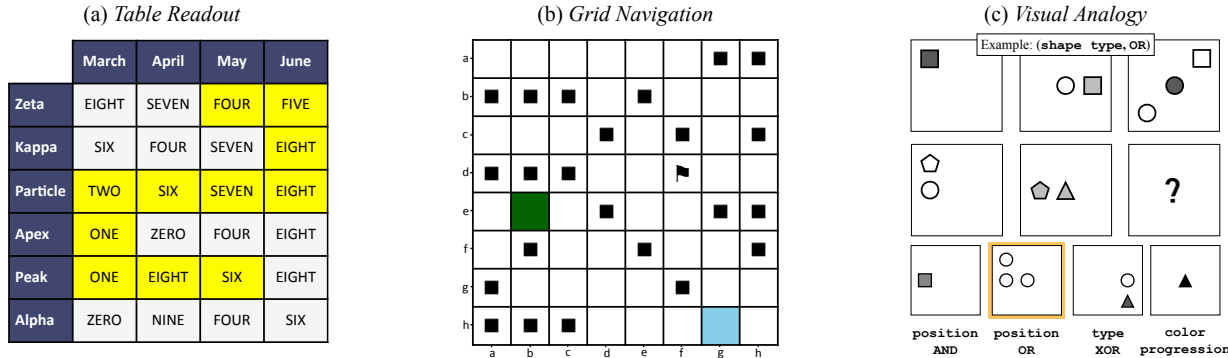 (a) Table Readout
March April May June
Zeta EIGHT SEVEN FOUR FIVE
Kappa SIX FOUR SEVEN EIGHT
Particle TWO SIX SEVEN EIGHT
Apex ONE ZERO FOUR EIGHT
Peak ONE EIGHT SIX EIGHT
Alpha ZERO NINE FOUR SIX
(b) Grid Navigation
a
b
c
d
e
f
g
h
a b c d e f g h
(c) Visual Analogy
Example: (shape type, OR)
?
position AND
position OR
type XOR
color progression